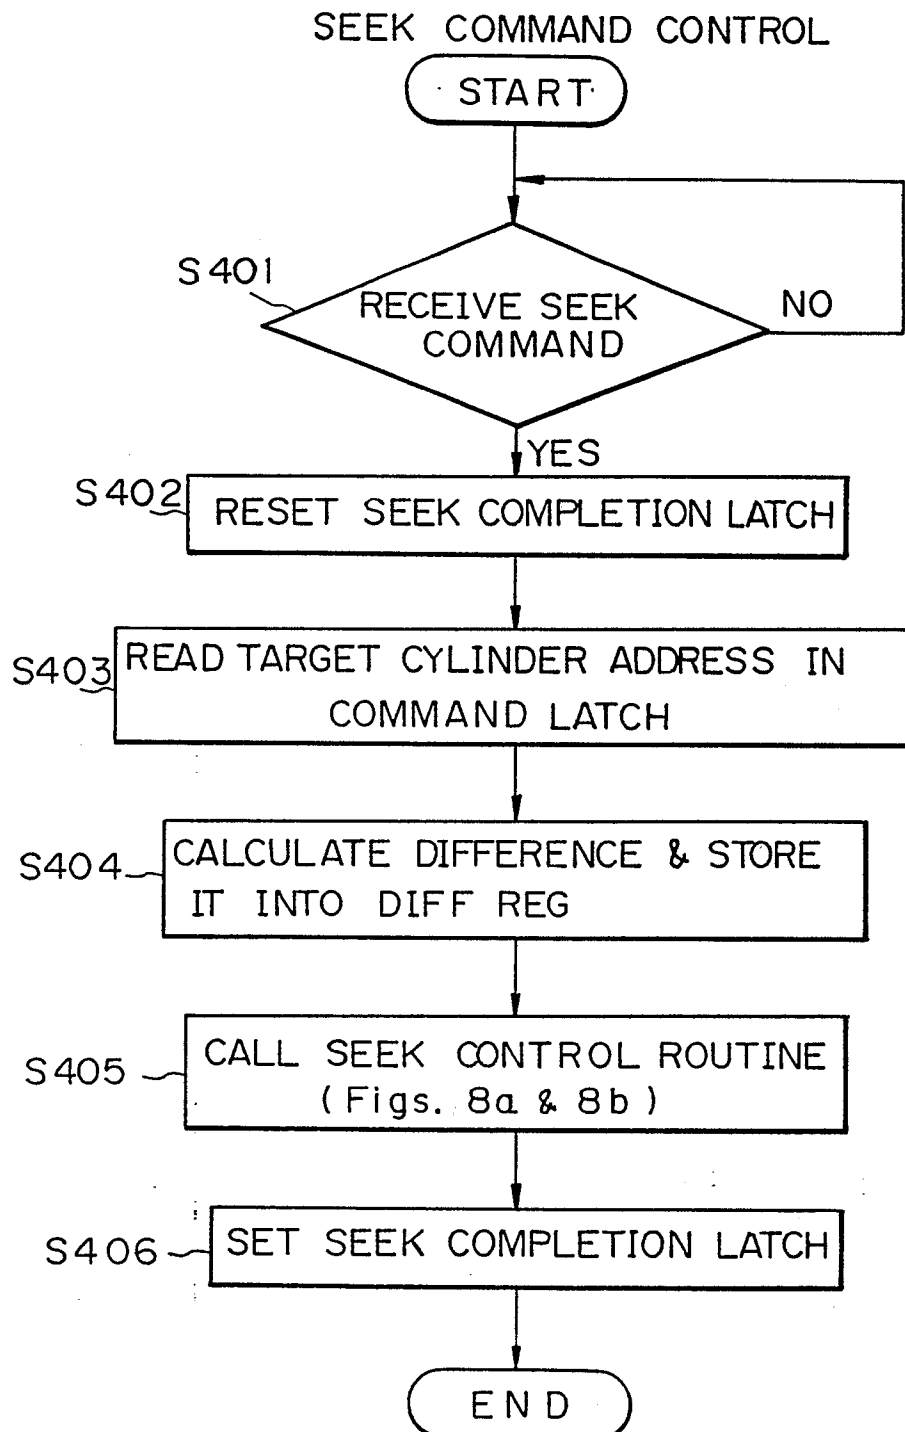 SEEK COMMAND CONTROL
START
S401
RECEIVE SEEK
COMMAND
NO
YES
S402
RESET SEEK COMPLETION LATCH
S403
READ TARGET CYLINDER ADDRESS IN
COMMAND LATCH
S404
CALCULATE DIFFERENCE & STORE
IT INTO DIFF REG
S405
CALL SEEK CONTROL ROUTINE
(Figs. 8a & 8b)
S406
SET SEEK COMPLETION LATCH
END